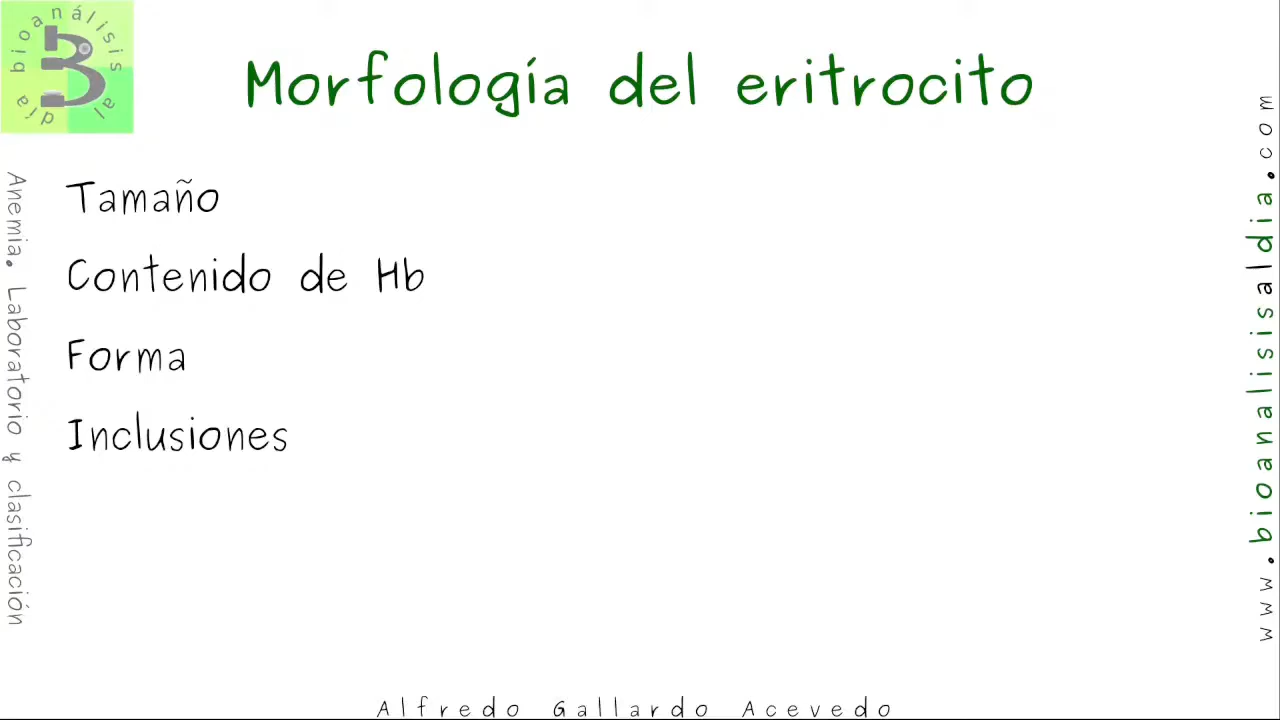 bioanálisis al día
Morfología del eritrocito
Tamaño
Contenido de Hb
Forma
Inclusiones
Anemia. Laboratorio y clasificación
www.bioanalisisaldia.com
Alfredo Gallardo Acevedo